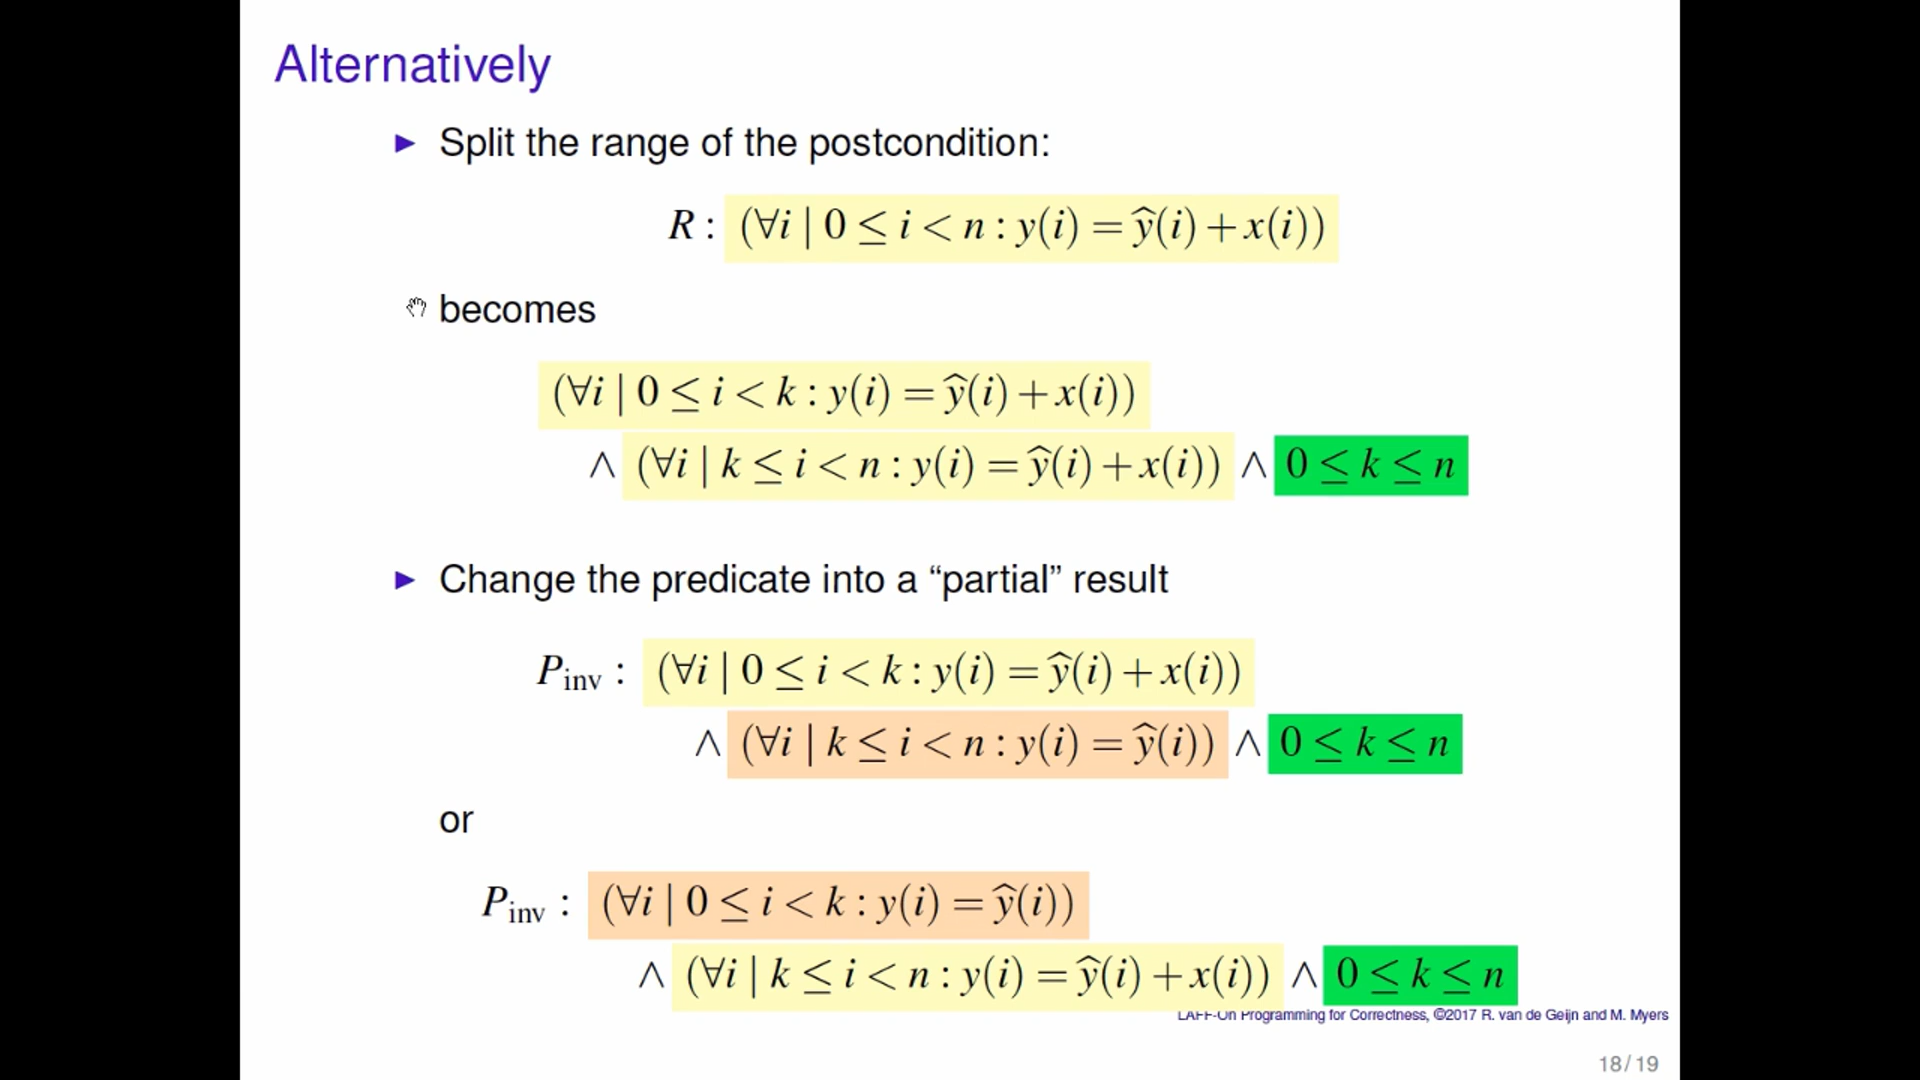 Alternatively
▶ Split the range of the postcondition:
R : (∀i | 0 ≤ i < n : y(i) = ŷ(i) + x(i))
becomes
(∀i | 0 ≤ i < k : y(i) = ŷ(i) + x(i))
∧ (∀i | k ≤ i < n : y(i) = ŷ(i) + x(i)) ∧ 0 ≤ k ≤ n
▶ Change the predicate into a “partial” result
P_inv : (∀i | 0 ≤ i < k : y(i) = ŷ(i) + x(i))
∧ (∀i | k ≤ i < n : y(i) = ŷ(i)) ∧ 0 ≤ k ≤ n
or
P_inv : (∀i | 0 ≤ i < k : y(i) = ŷ(i))
∧ (∀i | k ≤ i < n : y(i) = ŷ(i) + x(i)) ∧ 0 ≤ k ≤ n
LAFF-On Programming for Correctness, ©2017 R. van de Geijn and M. Myers
18/19